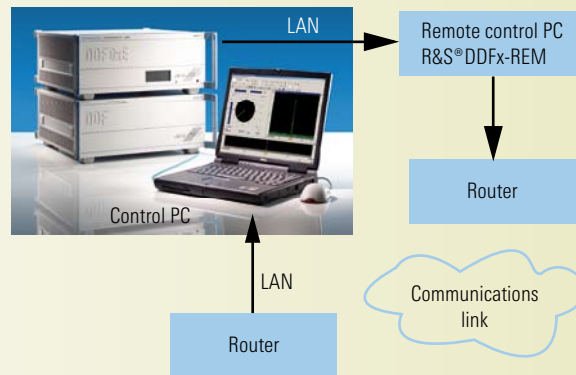 LAN
Remote control PC
R&S®DDFx-REM
Router
Control PC
LAN
Communications
link
Router